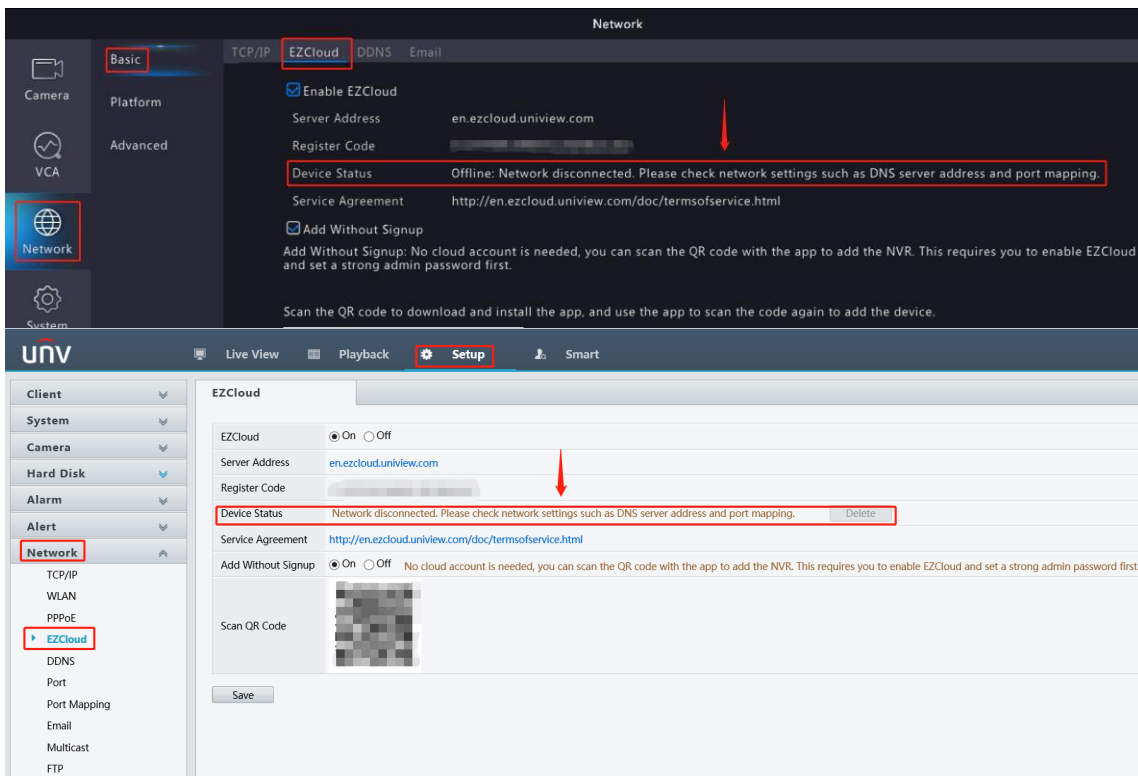 Network
Camera
VCA
Network
System
Basic
Platform
Advanced
TCP/IP EZCloud DDNS Email
Enable EZCloud
Server Address en.ezcloud.uniview.com
Register Code
Device Status Offline: Network disconnected. Please check network settings such as DNS server address and port mapping.
Service Agreement http://en.ezcloud.uniview.com/doc/termsofservice.html
Add Without Signup
Add Without Signup: No cloud account is needed, you can scan the QR code with the app to add the NVR. This requires you to enable EZCloud
and set a strong admin password first.
Scan the QR code to download and install the app, and use the app to scan the code again to add the device.
unv Live View Playback Setup Smart
Client
System
Camera
Hard Disk
Alarm
Alert
Network
TCP/IP
WLAN
PPPoE
EZCloud
DDNS
Port
Port Mapping
Email
Multicast
FTP
EZCloud
EZCloud On Off
Server Address en.ezcloud.uniview.com
Register Code
Device Status Network disconnected. Please check network settings such as DNS server address and port mapping. Delete
Service Agreement http://en.ezcloud.uniview.com/doc/termsofservice.html
Add Without Signup On Off No cloud account is needed, you can scan the QR code with the app to add the NVR. This requires you to enable EZCloud and set a strong admin password first.
Scan QR Code
Save